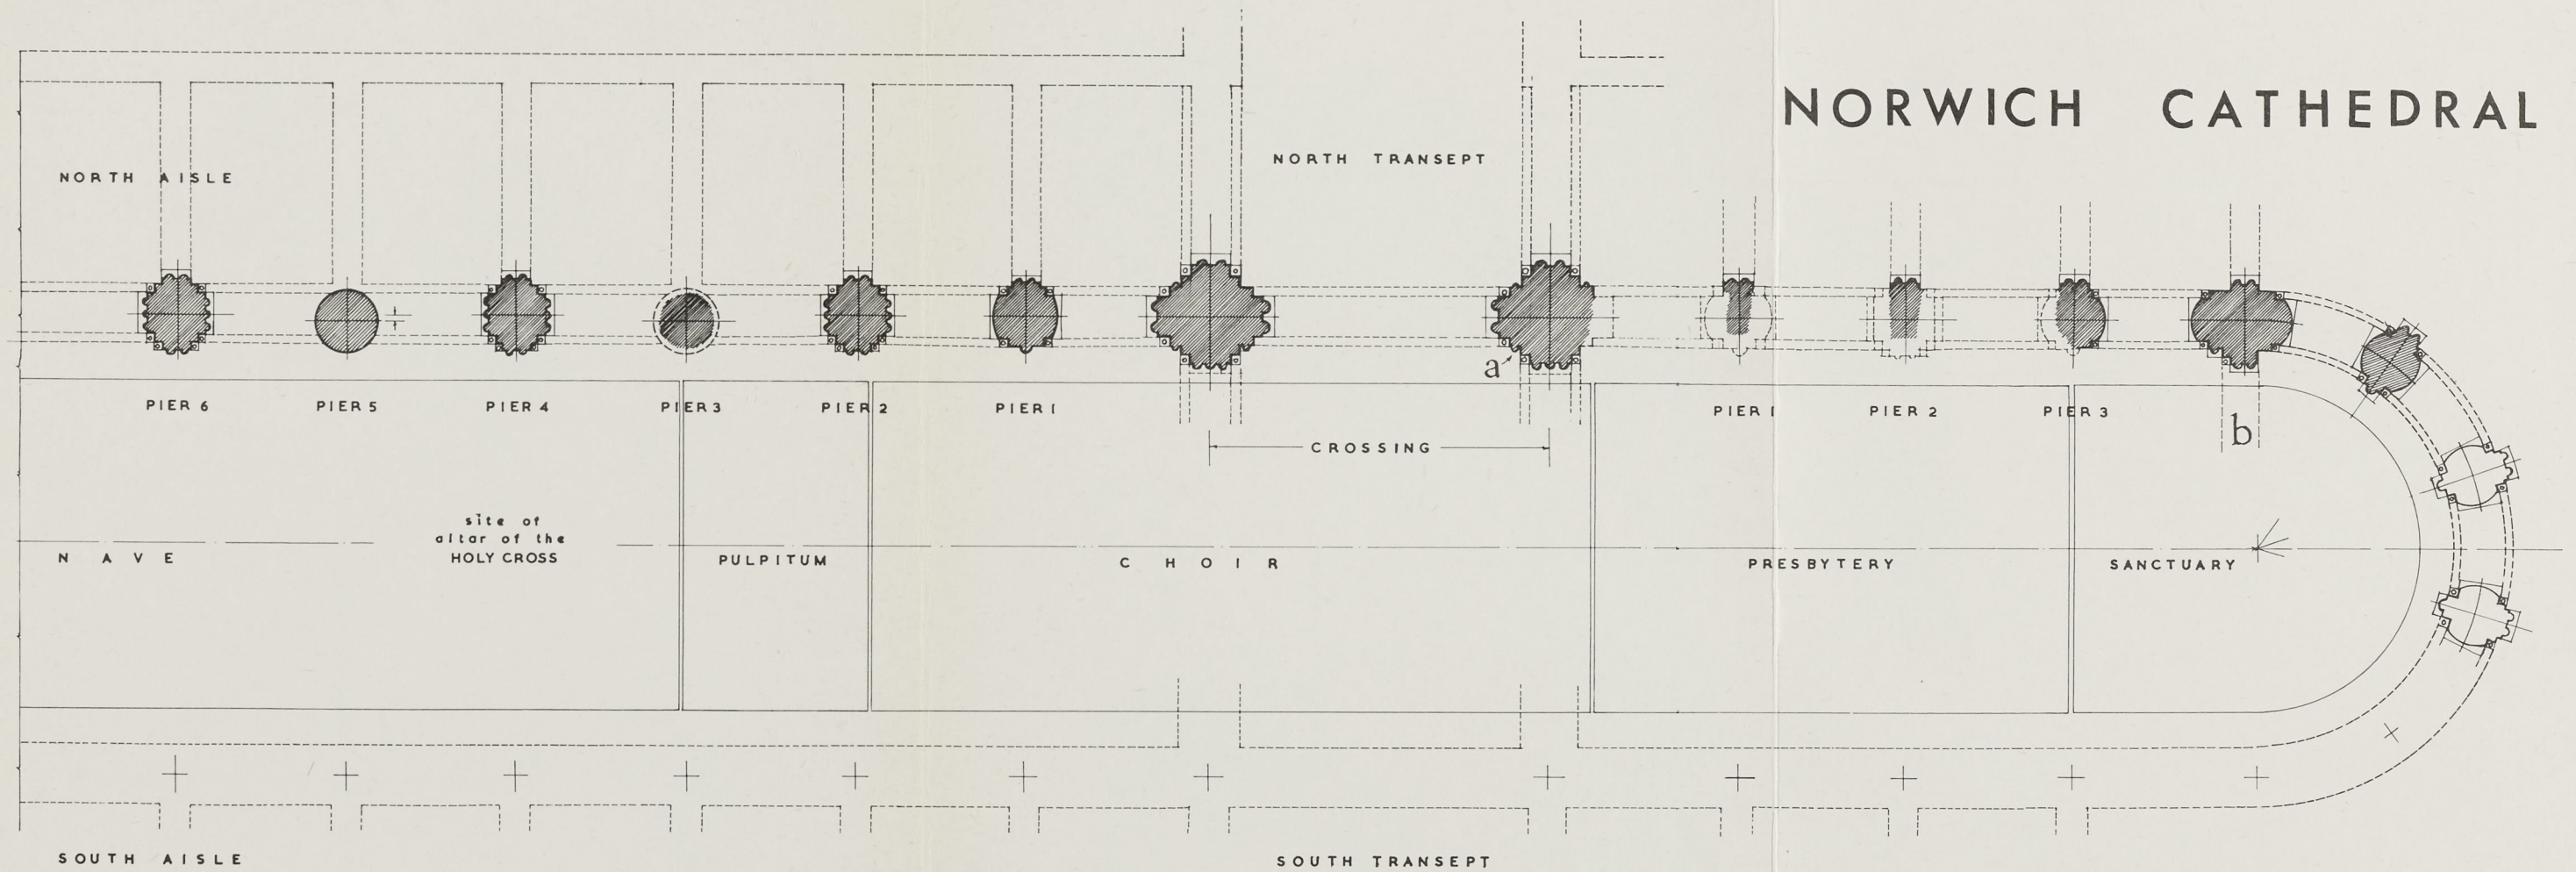 NORWICH CATHEDRAL
NORTH TRANSEPT
NORTH AISLE
a
PIER 6
PIER 5
PIER 4
PIER 3
PIER 2
PIER 1
PIER 1
PIER 2
PIER 3
b
CROSSING
site of
altar of the
HOLY CROSS
NAVE
PULPITUM
CHOIR
PRESBYTERY
SANCTUARY
SOUTH AISLE
SOUTH TRANSEPT